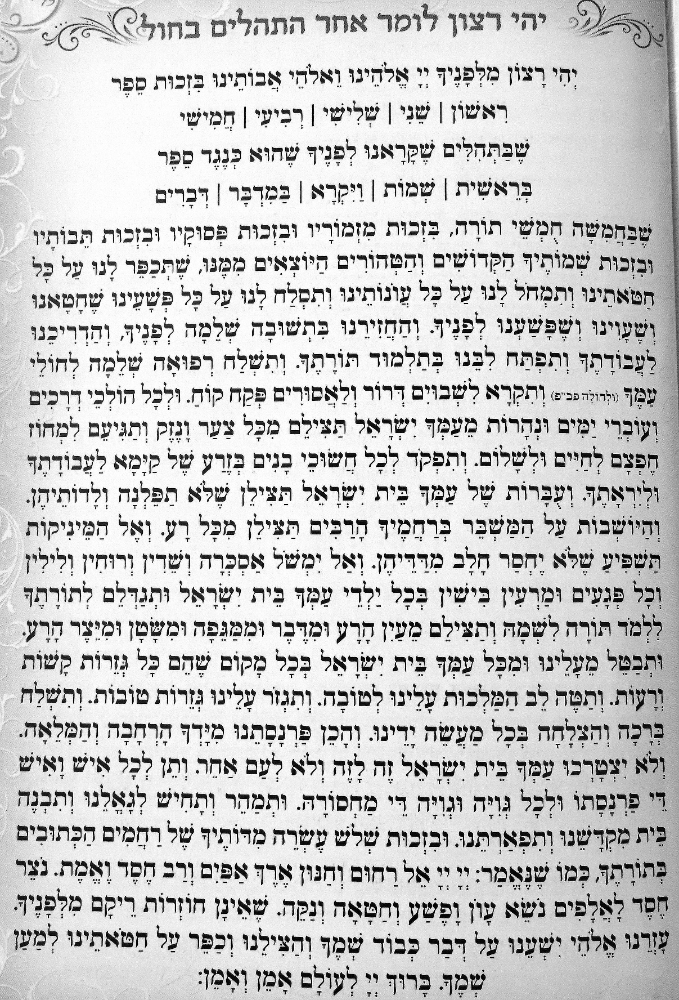 יהי רצון לומר אחד התהלים בחול
יְהִי רָצוֹן מִלְּפָנֶיךָ יְיָ אֱלֹהֵינוּ וֵאלֹהֵי אֲבוֹתֵינוּ בִּזְכוּת סֵפֶר
רִאשׁוֹן | שֵׁנִי | שְׁלִישִׁי | רְבִיעִי | חֲמִישִׁי
שֶׁבַּתְּהִלִּים שֶׁקָּרָאנוּ לְפָנֶיךָ שֶׁהוּא כְּנֶגֶד סֵפֶר
בְּרֵאשִׁית | שְׁמוֹת | וַיִּקְרָא | בַּמִדְבָּר | דְּבָרִים
שֶׁבַּחֲמִשָּׁה חֻמְשֵׁי תוֹרָה, בִּזְכוּת מִזְמוֹרָיו וּבִזְכוּת פְּסוּקָיו וּבִזְכוּת תֵּבוֹתָיו
וּבִזְכוּת שְׁמוֹתֶיךָ הַקְּדוֹשִׁים וְהַטְּהוֹרִים הַיּוֹצְאִים מִמֶּנּוּ, שֶׁתְּכַפֵּר לָנוּ עַל כָּל
חַטֹּאתֵינוּ וְתִמְחֹל לָנוּ עַל כָּל עֲוֹנוֹתֵינוּ וְתִסְלַח לָנוּ עַל כָּל פְּשָׁעֵינוּ שֶׁחָטָאנוּ
וְשֶׁעָוִינוּ וְשֶׁפָּשַׁעְנוּ לְפָנֶיךָ. וְהַחֲזִירֵנוּ בִּתְשׁוּבָה שְׁלֵמָה לְפָנֶיךָ, וְהַדְרִיכֵנוּ
לַעֲבוֹדָתֶךָ וְתִפְתַּח לִבֵּנוּ בְּתַלְמוּד תּוֹרָתֶךָ. וְתִשְׁלַח רְפוּאָה שְׁלֵמָה לְחוֹלֵי
עַמֶּךָ (וּלְחוֹלֶה פב״פ) וְתִקְרָא לִשְׁבוּיִם דְּרוֹר וְלַאֲסוּרִים פְּקַח קוֹחַ. וּלְכָל הוֹלְכֵי דְרָכִים
וְעוֹבְרֵי יַמִּים וּנְהָרוֹת מֵעַמְּךָ יִשְׂרָאֵל תַּצִּילֵם מִכָּל צַעַר וָנֶזֶק וְתַגִּיעֵם לִמְחוֹז
חֶפְצָם לְחַיִּים וּלְשָׁלוֹם. וְתִפְקֹד לְכָל חֲשׂוּכֵי בָנִים בְּזֶרַע שֶׁל קַיָּמָא לַעֲבוֹדָתֶךָ
וּלְיִרְאָתֶךָ. וְעֻבָּרוֹת שֶׁל עַמְּךָ בֵּית יִשְׂרָאֵל תַּצִּילֵן שֶׁלֹּא תַפֵּלְנָה וְלָדוֹתֵיהֶן.
וְהַיּוֹשְׁבוֹת עַל הַמַּשְׁבֵּר בְּרַחֲמֶיךָ הָרַבִּים תַּצִּילֵן מִכָּל רָע. וְאֶל הַמֵּינִיקוֹת
תַּשְׁפִּיעַ שֶׁלֹּא יֶחְסַר חָלָב מִדַּדֵּיהֶן. וְאַל יִמְשֹׁל אַסְכְּרָה וְשֵׁדִין וְרוּחִין וְלִילִין
וְכָל פְּגָעִים וּמַרְעִין בִּישִׁין בְּכָל יַלְדֵי עַמְּךָ בֵּית יִשְׂרָאֵל וּתְגַדְּלֵם לְתוֹרָתֶךָ
לִלְמֹד תּוֹרָה לִשְׁמָהּ וְתַצִּילֵם מֵעַיִן הָרָע וּמִדֶּבֶר וּמִמַּגֵּפָה וּמִשָּׂטָן וּמִיֵּצֶר הָרָע.
וּתְבַטֵּל מֵעָלֵינוּ וּמִכָּל עַמְּךָ בֵּית יִשְׂרָאֵל בְּכָל מָקוֹם שֶׁהֵם כָּל גְּזֵרוֹת קָשׁוֹת
וְרָעוֹת. וְתַטֶּה לֵב הַמַּלְכוּת עָלֵינוּ לְטוֹבָה. וְתִגְזֹר עָלֵינוּ גְּזֵרוֹת טוֹבוֹת. וְתִשְׁלַח
בְּרָכָה וְהַצְלָחָה בְּכָל מַעֲשֵׂה יָדֵינוּ. וְהָכֵן פַּרְנָסָתֵנוּ מִיָּדְךָ הָרְחָבָה וְהַמְּלֵאָה.
וְלֹא יִצְטָרְכוּ עַמְּךָ בֵּית יִשְׂרָאֵל זֶה לָזֶה וְלֹא לְעַם אַחֵר. וְתֵן לְכָל אִישׁ וָאִישׁ
דֵּי פַּרְנָסָתוֹ וּלְכָל גְּוִיָּה וּגְוִיָּה דֵּי מַחְסוֹרָהּ. וּתְמַהֵר וְתָחִישׁ לְגָאֳלֵנוּ וְתִבְנֶה
בֵּית מִקְדָּשֵׁנוּ וְתִפְאַרְתֵּנוּ. וּבִזְכוּת שְׁלֹשׁ עֶשְׂרֵה מִדּוֹתֶיךָ שֶׁל רַחֲמִים הַכְּתוּבִים
בְּתוֹרָתֶךָ, כְּמוֹ שֶׁנֶּאֱמַר: יְיָ יְיָ אֵל רַחוּם וְחַנּוּן אֶרֶךְ אַפַּיִם וְרַב חֶסֶד וֶאֱמֶת. נֹצֵר
חֶסֶד לָאֲלָפִים נֹשֵׂא עָוֹן וָפֶשַׁע וְחַטָּאָה וְנַקֵּה. שֶׁאֵינָן חוֹזְרוֹת רֵיקָם מִלְּפָנֶיךָ.
עָזְרֵנוּ אֱלֹהֵי יִשְׁעֵנוּ עַל דְּבַר כְּבוֹד שְׁמֶךָ וְהַצִּילֵנוּ וְכַפֵּר עַל חַטֹּאתֵינוּ לְמַעַן
שְׁמֶךָ. בָּרוּךְ יְיָ לְעוֹלָם אָמֵן וְאָמֵן: